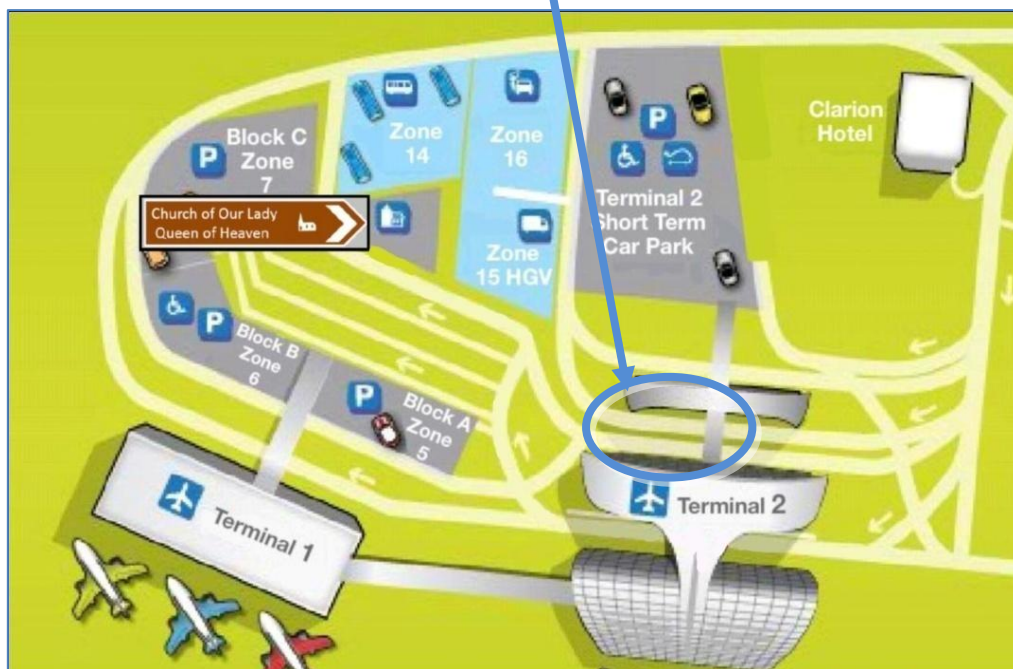 Block C
P
Zone
7
Zone
14
Zone
16
P
Terminal 2
Short Term
Car Park
Clarion
Hotel
Church of Our Lady
Queen of Heaven
Zone
15 HGV
P
Block B
Zone
6
P
Block A
Zone
5
Terminal 1
Terminal 2